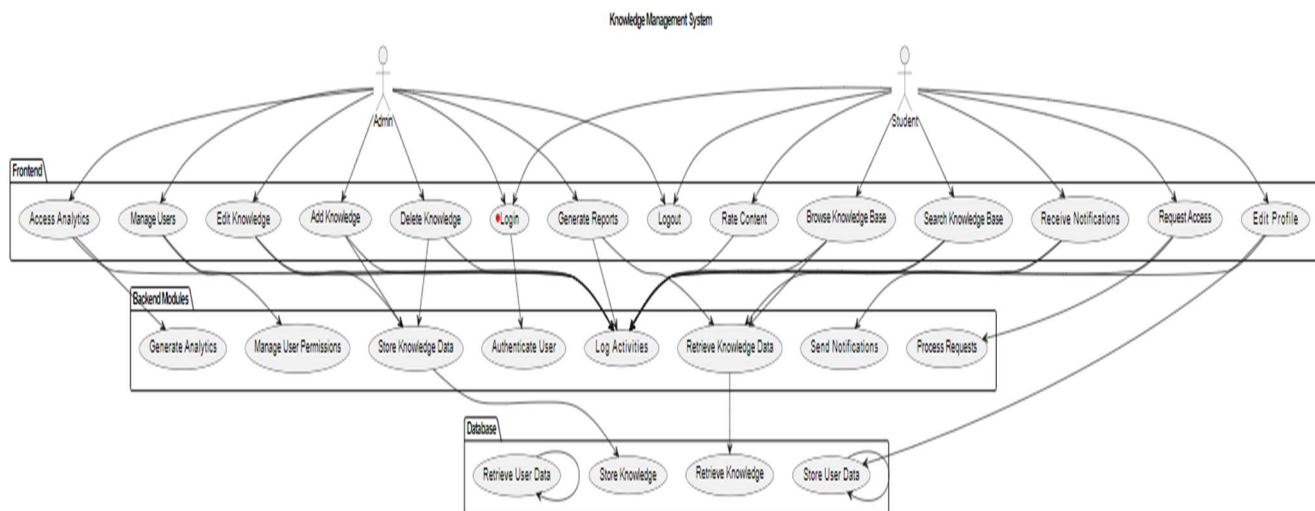 Knowledge Management System
Admin
Student
Frontend
Access Analytics
Manage Users
Edit Knowledge
Add Knowledge
Delete Knowledge
Login
Generate Reports
Logout
Rate Content
Browse Knowledge Base
Search Knowledge Base
Receive Notifications
Request Access
Edit Profile
Backend Modules
Generate Analytics
Manage User Permissions
Store Knowledge Data
Authenticate User
Log Activities
Retrieve Knowledge Data
Send Notifications
Process Requests
Database
Retrieve User Data
Store Knowledge
Retrieve Knowledge
Store User Data